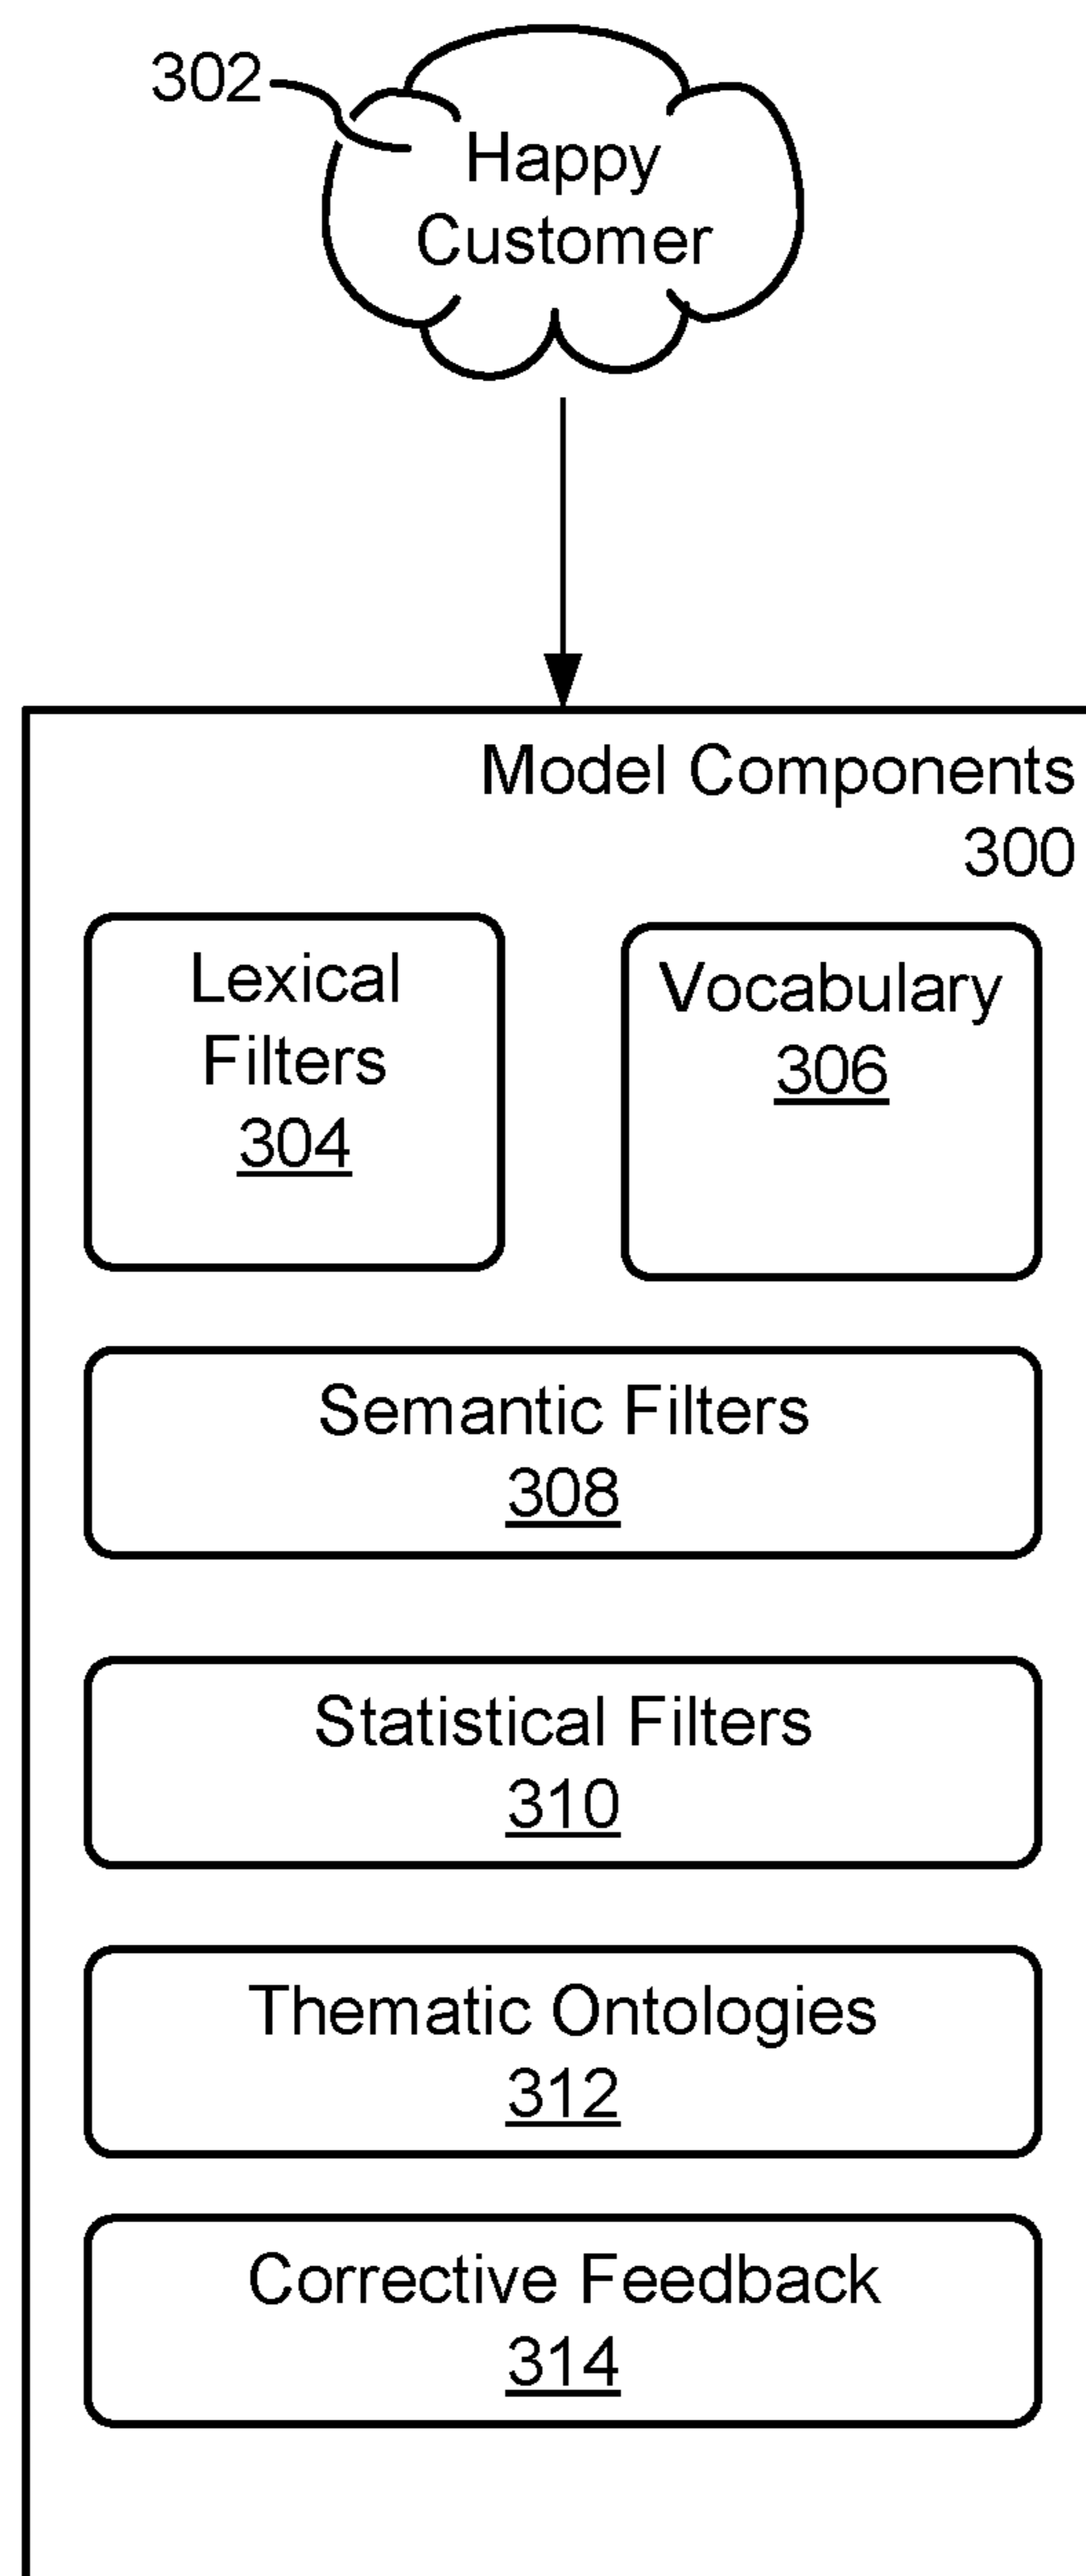 302
Happy
Customer
Model Components
300
Lexical
Filters
304
Vocabulary
306
Semantic Filters
308
Statistical Filters
310
Thematic Ontologies
312
Corrective Feedback
314